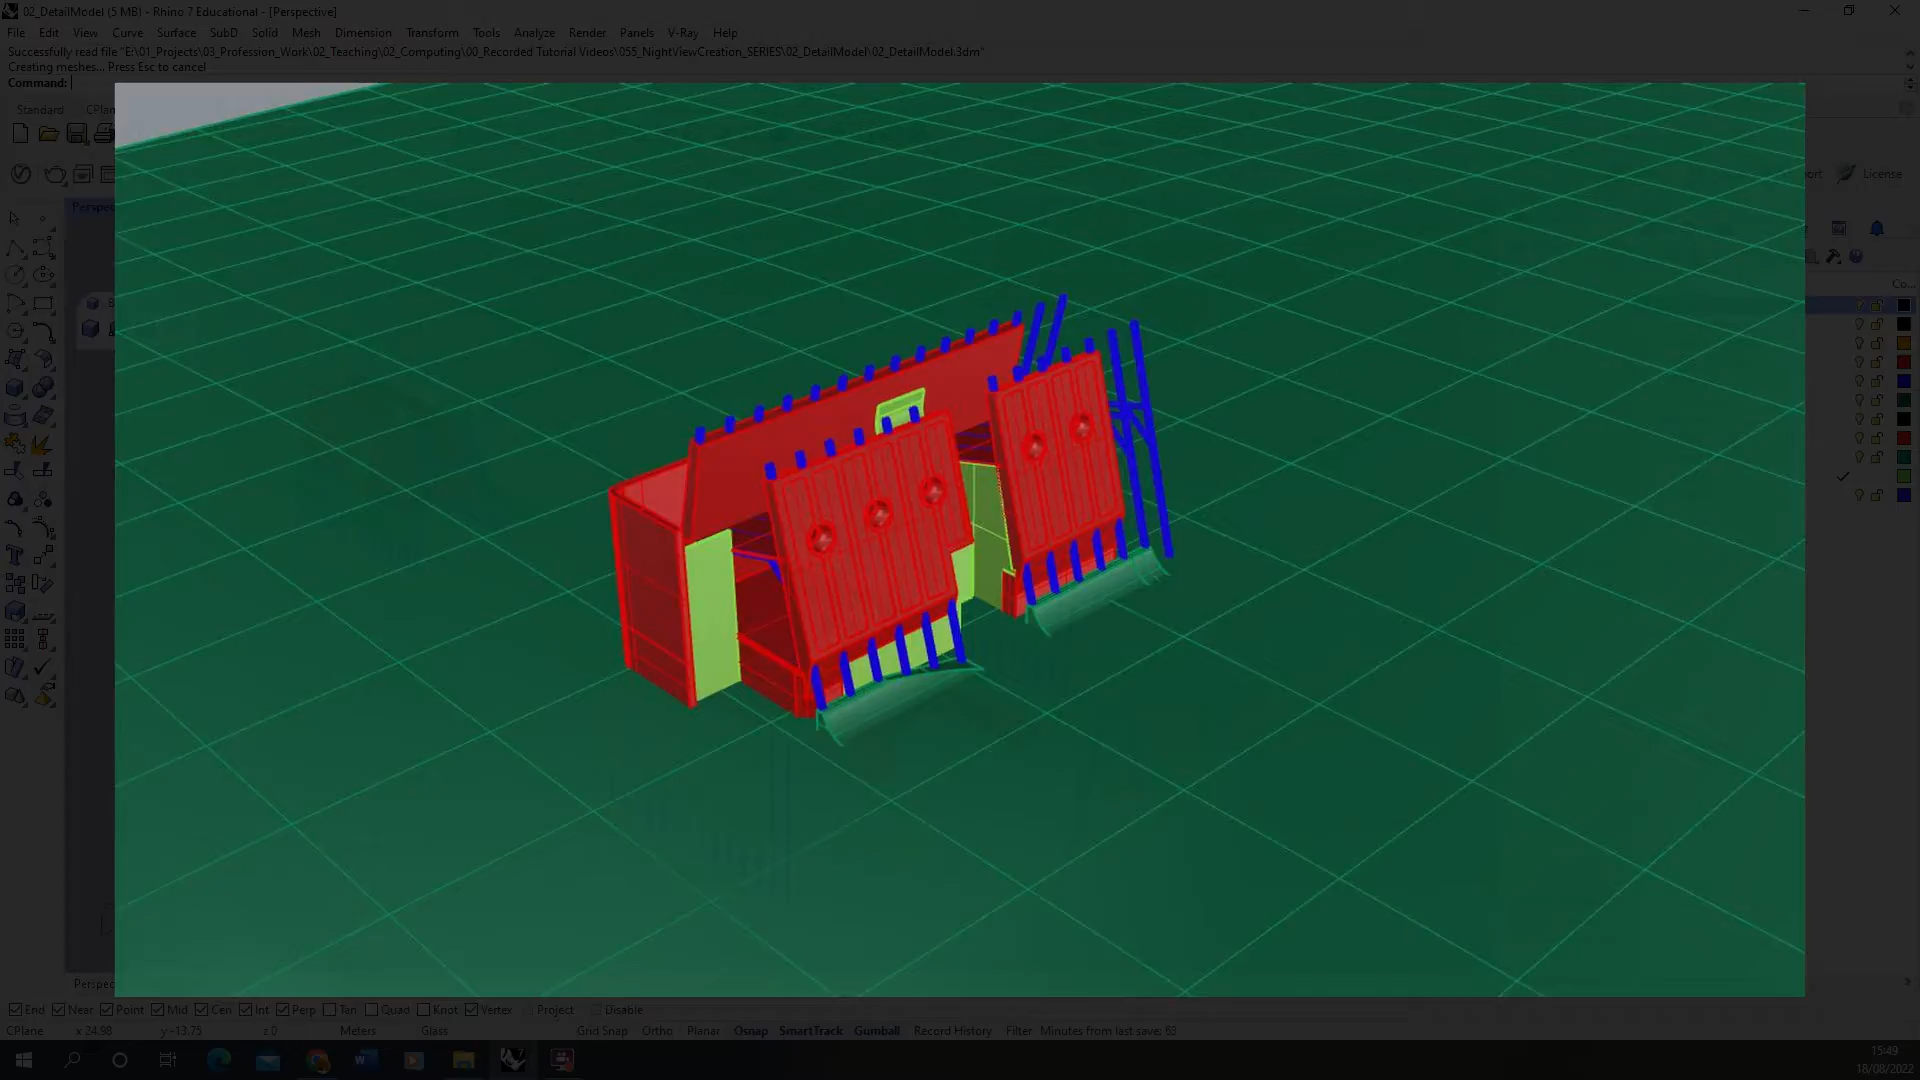 02_DetailModel (5 MB) - Rhino 7 Educational - [Perspective]
File Edit View Curve Surface SubD Solid Mesh Dimension Transform Tools Analyze Render Panels V-Ray Help
Successfully read file "E:\01_Projects\03_Profession_Work\02_Teaching\02_Computing\00_Recorded Tutorial Videos\055_NightViewCreation_SERIES\02_DetailModel\02_DetailModel.3dm"
Creating meshes... Press Esc to cancel
Command:
Standard CPlan
License
Perspec
Co...
Perspec
End Near Point Mid Cen Int Perp Tan Quad Knot Vertex Project Disable
CPlane x 24.98 y -13.75 z 0 Meters Glass Grid Snap Ortho Planar Osnap SmartTrack Gumball Record History Filter Minutes from last save: 63
15:49
18/08/2022